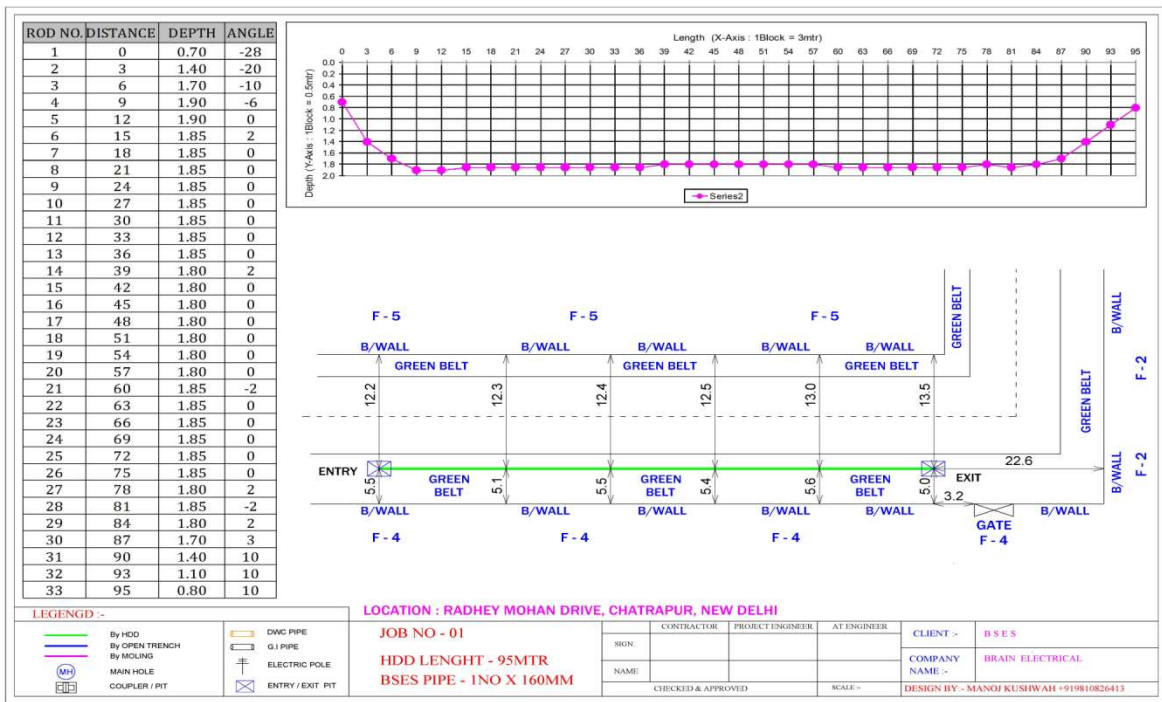 ROD NO. DISTANCE DEPTH ANGLE
1 0 0.70 -28
2 3 1.40 -20
3 6 1.70 -10
4 9 1.90 -6
5 12 1.90 0
6 15 1.85 2
7 18 1.85 0
8 21 1.85 0
9 24 1.85 0
10 27 1.85 0
11 30 1.85 0
12 33 1.85 0
13 36 1.85 0
14 39 1.80 2
15 42 1.80 0
16 45 1.80 0
17 48 1.80 0
18 51 1.80 0
19 54 1.80 0
20 57 1.80 0
21 60 1.85 -2
22 63 1.85 0
23 66 1.85 0
24 69 1.85 0
25 72 1.85 0
26 75 1.85 0
27 78 1.80 2
28 81 1.85 -2
29 84 1.80 2
30 87 1.70 3
31 90 1.40 10
32 93 1.10 10
33 95 0.80 10
Length (X-Axis : 1Block = 3mtr)
0 3 6 9 12 15 18 21 24 27 30 33 36 39 42 45 48 51 54 57 60 63 66 69 72 75 78 81 84 87 90 93 95
Depth (Y-Axis : 1Block = 0.5mtr)
0.0
0.2
0.4
0.6
0.8
1.0
1.2
1.4
1.6
1.8
2.0
Series2
F - 5 F - 5 F - 5
B/WALL B/WALL B/WALL B/WALL B/WALL
GREEN BELT GREEN BELT GREEN BELT
GREEN BELT
B/WALL
F - 2
GREEN BELT
12.2 12.3 12.4 12.5 13.0 13.5
ENTRY
EXIT
22.6
B/WALL
F - 2
5.5 GREEN BELT 5.1 5.5 GREEN BELT 5.4 5.6 GREEN BELT 5.0
3.2
B/WALL B/WALL B/WALL B/WALL B/WALL
GATE
B/WALL
F - 4 F - 4 F - 4 F - 4
LOCATION : RADHEY MOHAN DRIVE, CHATRAPUR, NEW DELHI
LEGENGD :-
By HDD
By OPEN TRENCH
By MOLING
MH MAIN HOLE
COUPLER / PIT
DWC PIPE
G.I PIPE
ELECTRIC POLE
ENTRY / EXIT PIT
JOB NO - 01
HDD LENGHT - 95MTR
BSES PIPE - 1NO X 160MM
CONTRACTOR PROJECT ENGINEER AT ENGINEER
SIGN
NAME
CHECKED & APPROVED SCALE :-
CLIENT :- B S E S
COMPANY NAME :- BRAIN ELECTRICAL
DESIGN BY:- MANOJ KUSHWAH +919810826413